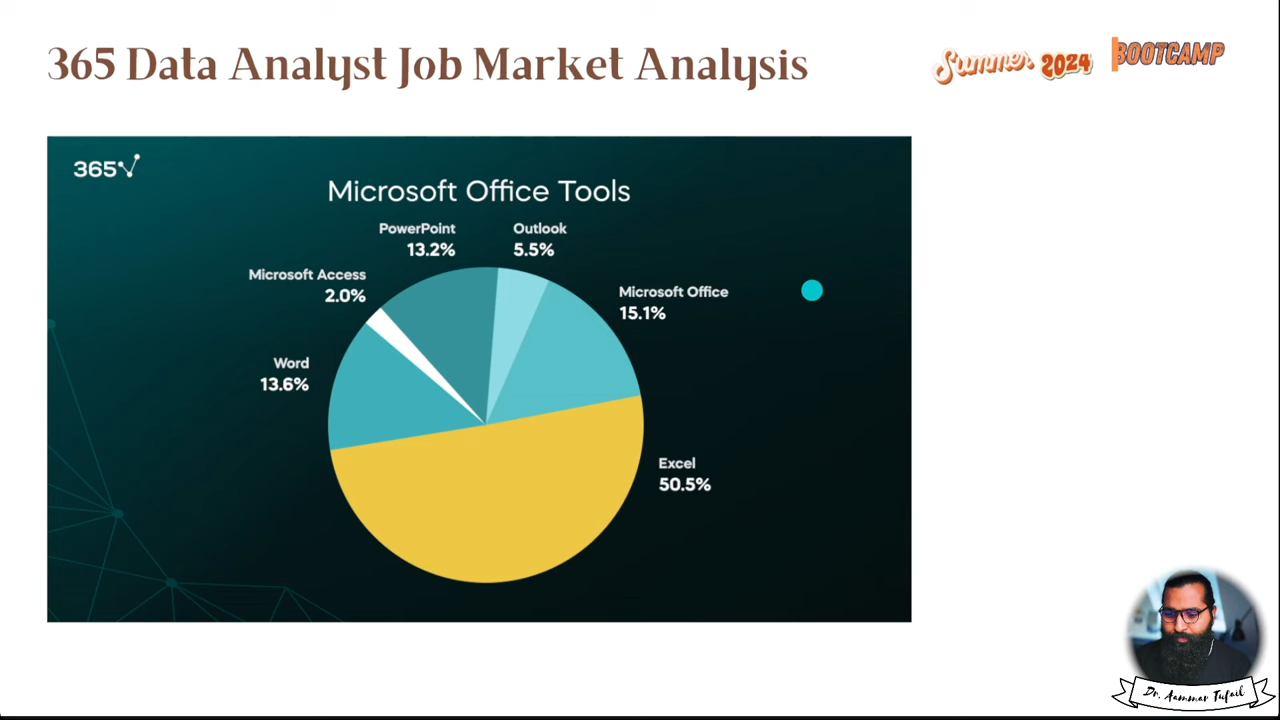 365 Data Analyst Job Market Analysis
Summer 2024
BOOTCAMP
365
Microsoft Office Tools
PowerPoint
13.2%
Outlook
5.5%
Microsoft Access
2.0%
Microsoft Office
15.1%
Word
13.6%
Excel
50.5%
Dr. Aammar Tufail